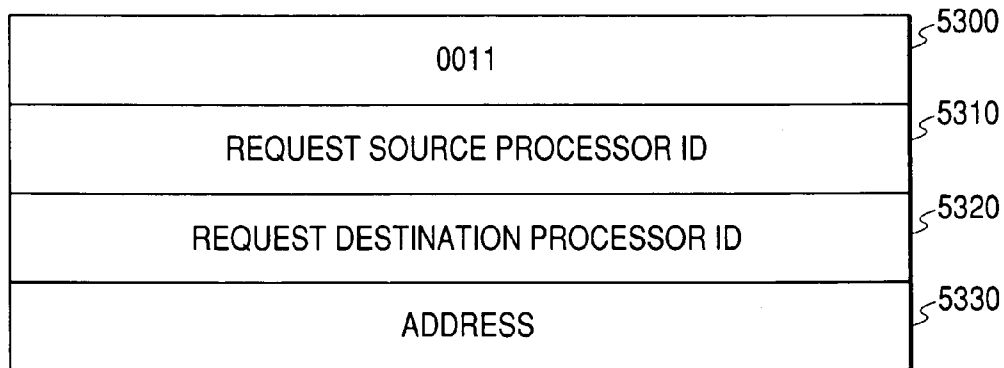 0011 5300
REQUEST SOURCE PROCESSOR ID 5310
REQUEST DESTINATION PROCESSOR ID 5320
ADDRESS 5330